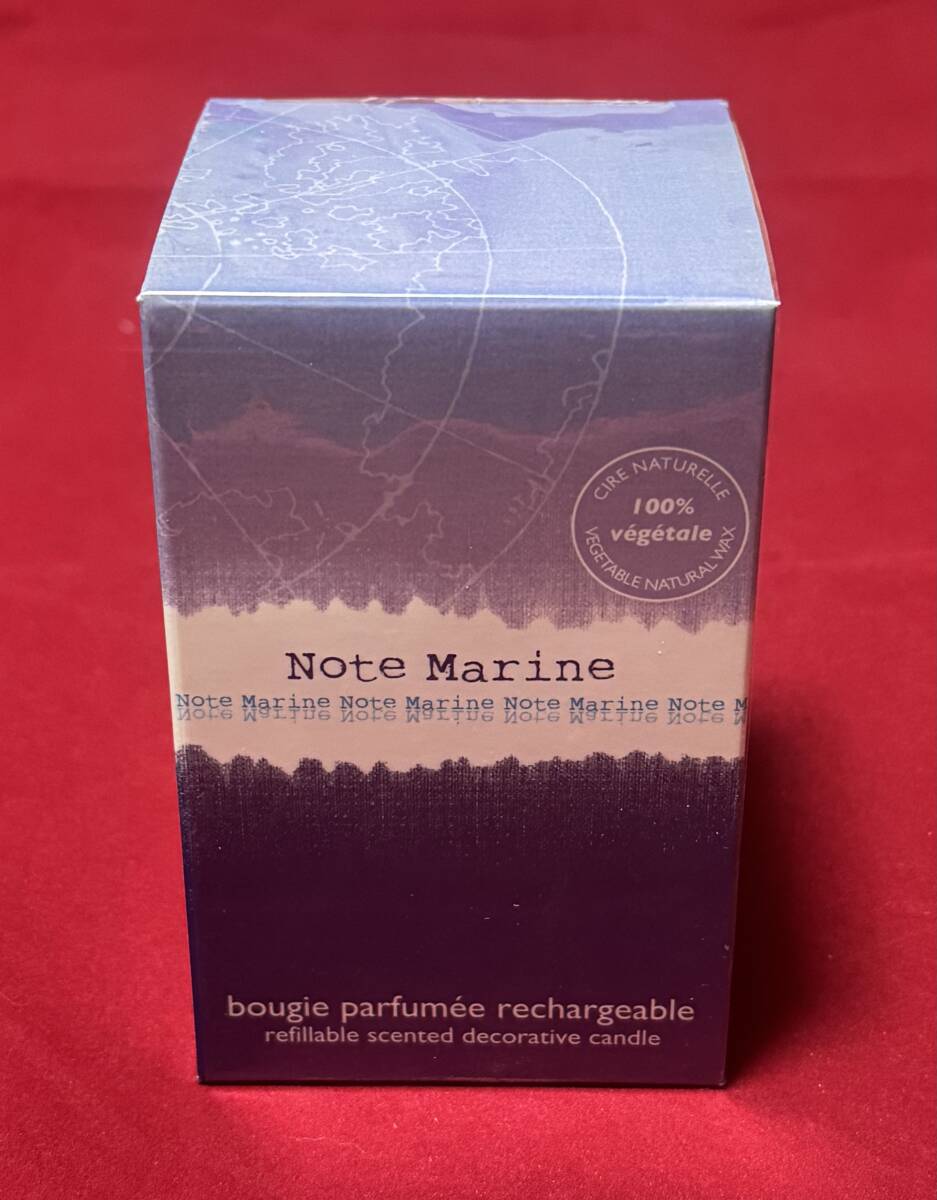 CIRE NATURELLE
100%
végétale
VEGETABLE NATURAL WAX
Note Marine
Note Marine Note Marine Note Marine Note M
bougie parfumée rechargeable
refillable scented decorative candle